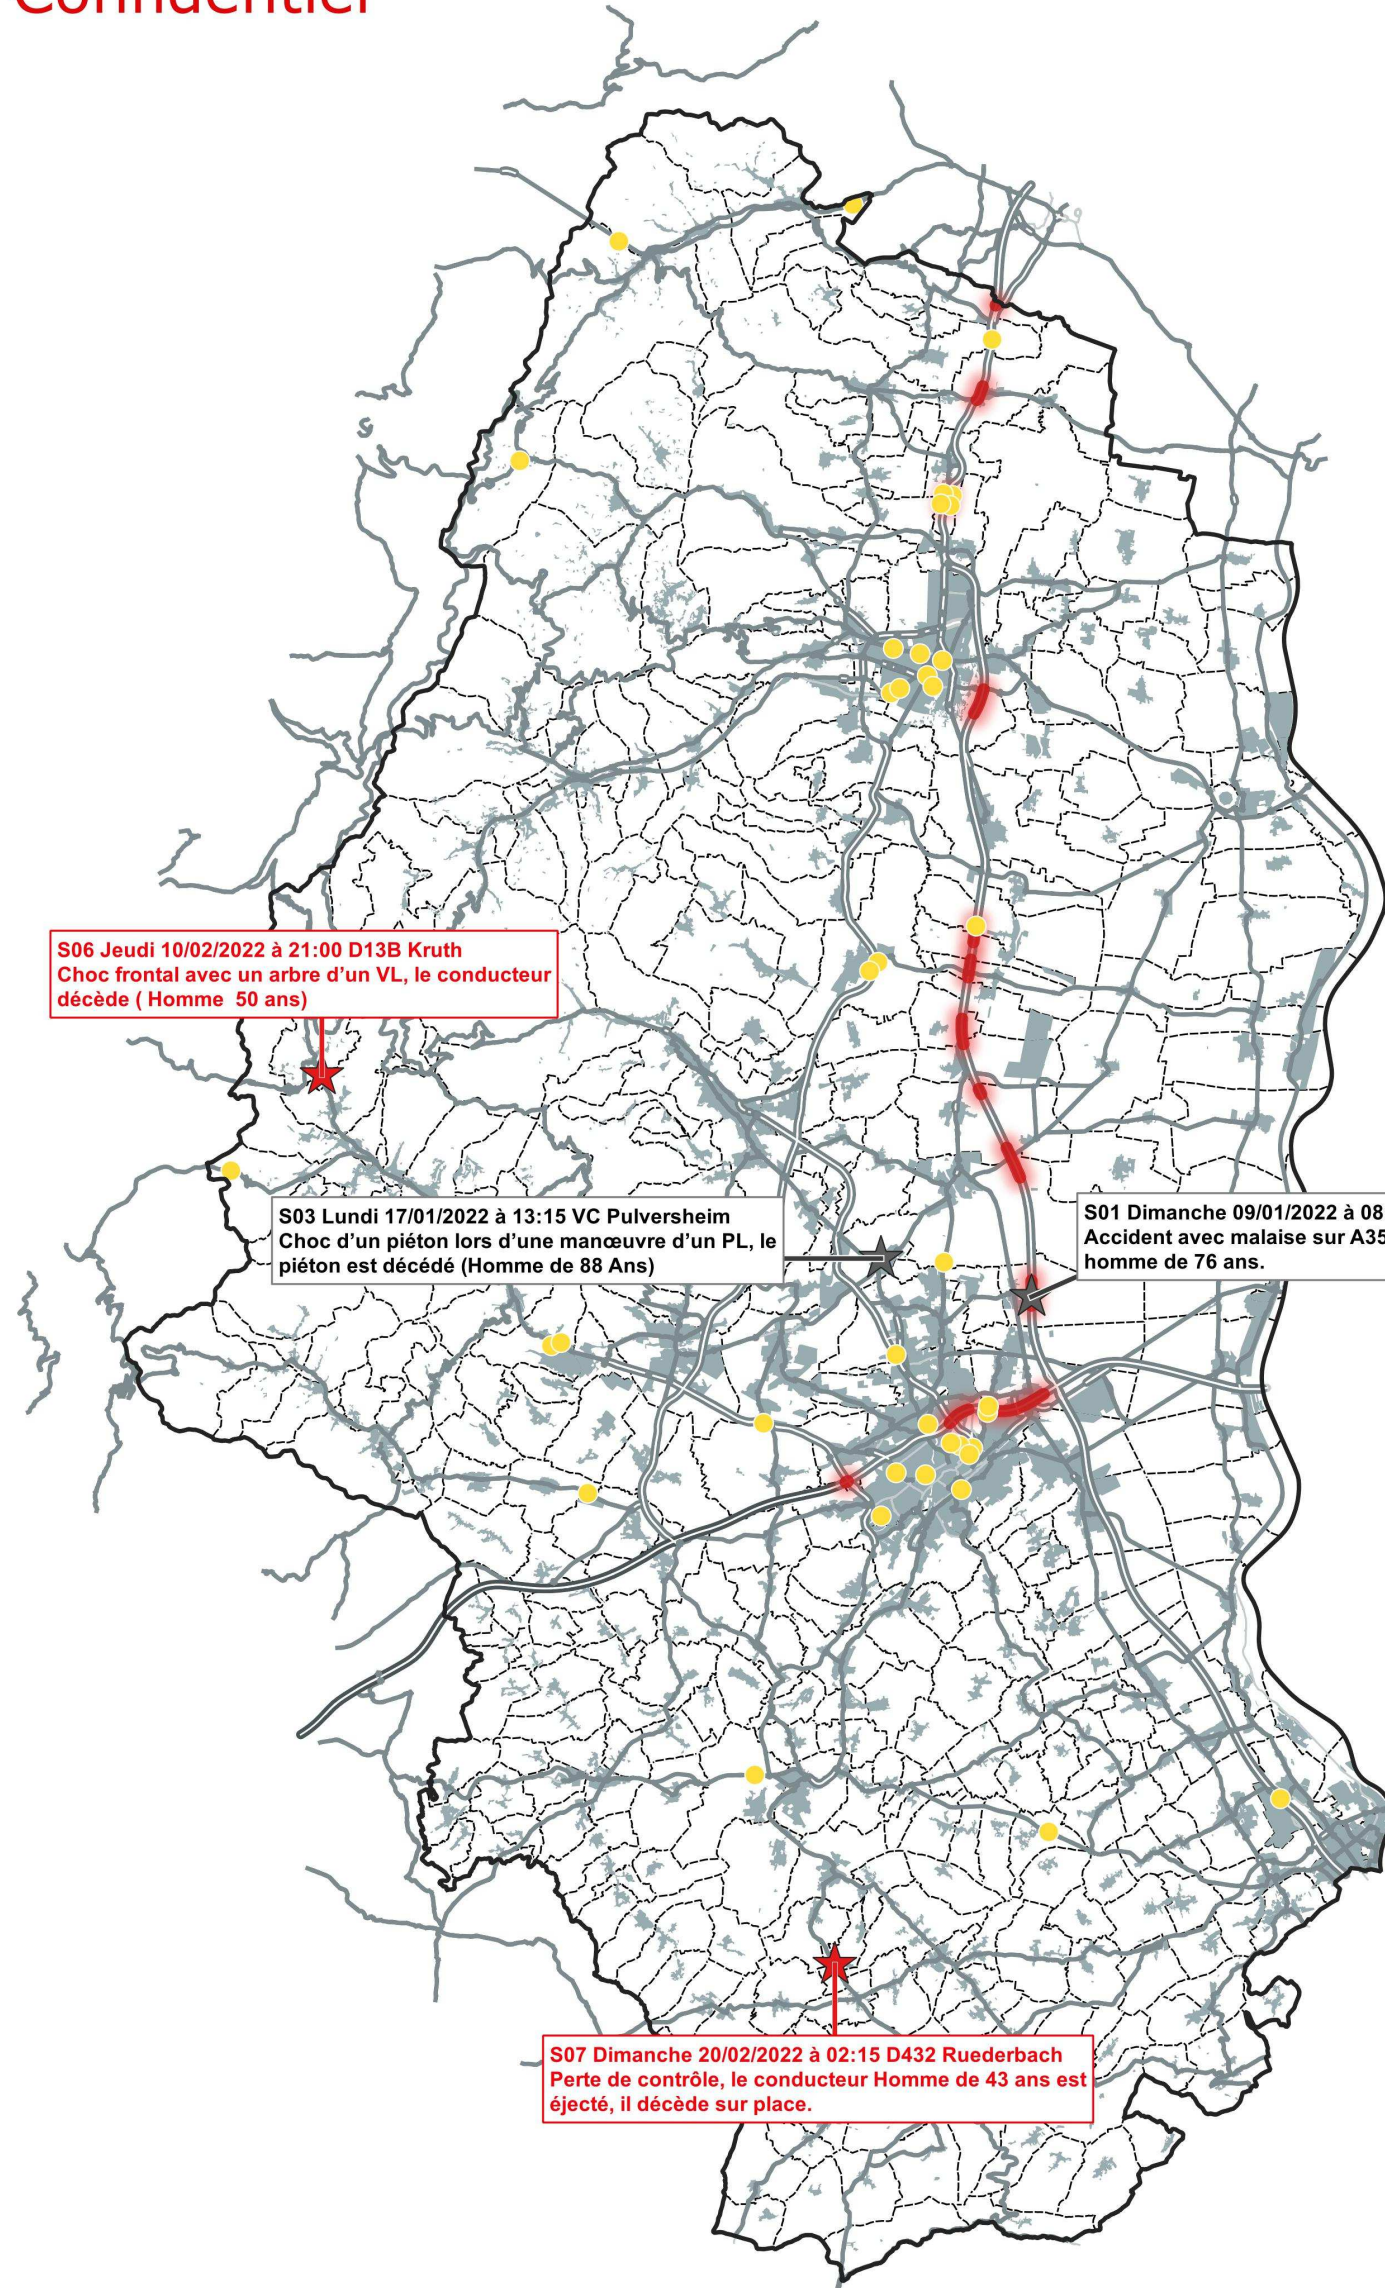 Confidentiel
S06 Jeudi 10/02/2022 à 21:00 D13B Kruth
Choc frontal avec un arbre d’un VL, le conducteur
décède ( Homme  50 ans)
S03 Lundi 17/01/2022 à 13:15 VC Pulversheim
Choc d’un piéton lors d’une manœuvre d’un PL, le
piéton est décédé (Homme de 88 Ans)
S01 Dimanche 09/01/2022 à 08
Accident avec malaise sur A35
homme de 76 ans.
S07 Dimanche 20/02/2022 à 02:15 D432 Ruederbach
Perte de contrôle, le conducteur Homme de 43 ans est
éjecté, il décède sur place.